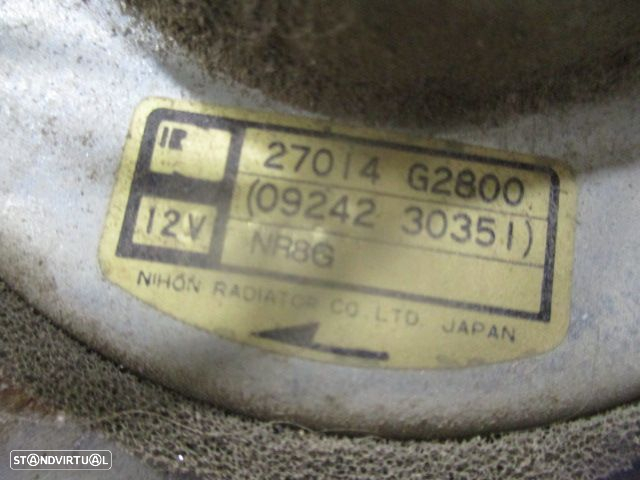 27014 G2800
(09242 30351)
12V
NR8G
NIHON RADIATOR CO. LTD. JAPAN
STANDVIRTUAL